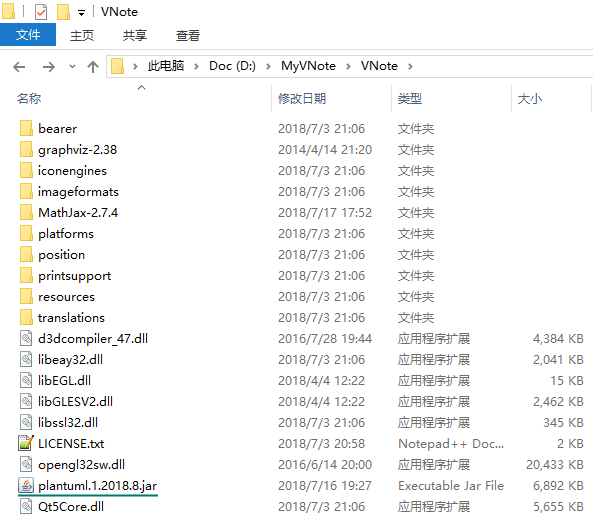 VNote
文件 主页 共享 查看
此电脑 Doc (D:) MyVNote VNote
名称 修改日期 类型 大小
bearer 2018/7/3 21:06 文件夹
graphviz-2.38 2014/4/14 21:20 文件夹
iconengines 2018/7/3 21:06 文件夹
imageformats 2018/7/3 21:06 文件夹
MathJax-2.7.4 2018/7/17 17:52 文件夹
platforms 2018/7/3 21:06 文件夹
position 2018/7/3 21:06 文件夹
printsupport 2018/7/3 21:06 文件夹
resources 2018/7/3 21:06 文件夹
translations 2018/7/3 21:06 文件夹
d3dcompiler_47.dll 2016/7/28 19:44 应用程序扩展 4,384 KB
libeay32.dll 2018/7/3 21:06 应用程序扩展 2,041 KB
libEGL.dll 2018/4/4 12:22 应用程序扩展 15 KB
libGLESV2.dll 2018/4/4 12:22 应用程序扩展 2,462 KB
libssl32.dll 2018/7/3 21:06 应用程序扩展 345 KB
LICENSE.txt 2018/7/3 20:58 Notepad++ Doc... 2 KB
opengl32sw.dll 2016/6/14 20:00 应用程序扩展 20,433 KB
plantuml.1.2018.8.jar 2018/7/16 19:27 Executable Jar File 6,892 KB
Qt5Core.dll 2018/7/3 21:06 应用程序扩展 5,655 KB